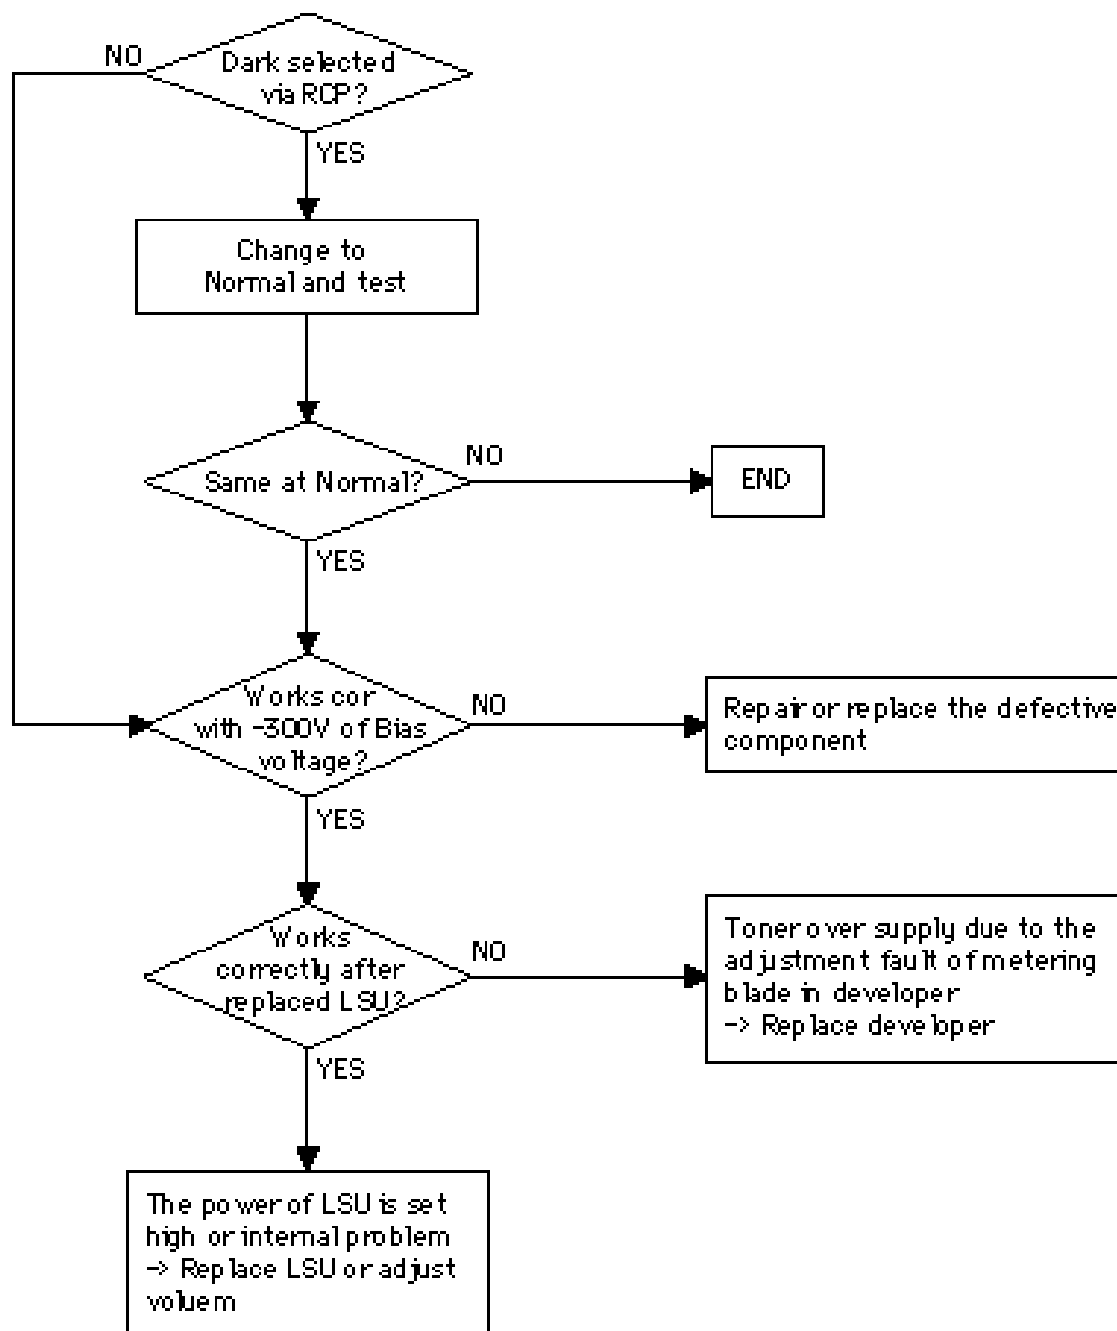 NO
Dark selected
via RCP?
YES
Change to
Normal and test
Same at Normal?
NO
END
YES
Works cor
with -300V of Bias
voltage?
NO
Repair or replace the defective
component
YES
Works
correctly after
replaced LSU?
NO
Toner over supply due to the
adjustment fault of metering
blade in developer
-> Replace developer
YES
The power of LSU is set
high or internal problem
-> Replace LSU or adjust
voluem